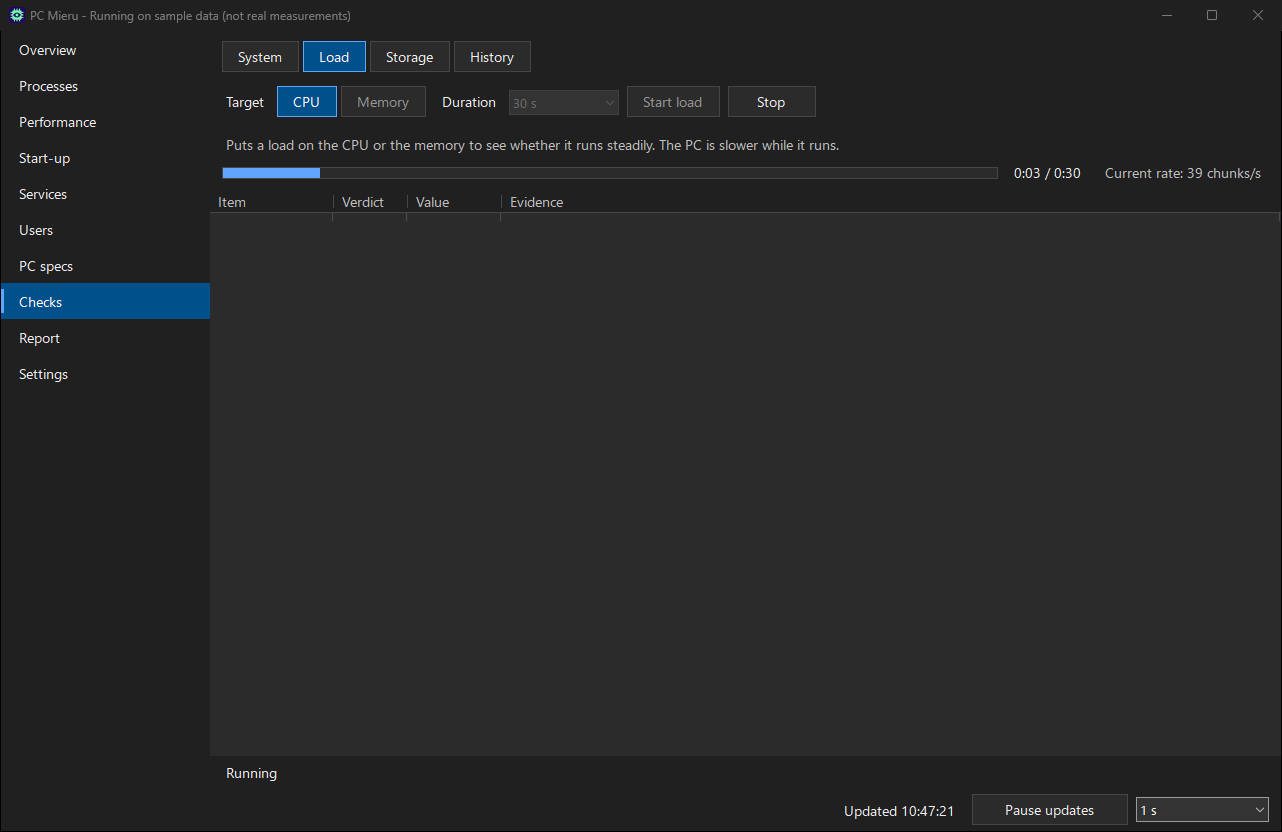 PC Mieru - Running on sample data (not real measurements)
Overview
Processes
Performance
Start-up
Services
Users
PC specs
Checks
Report
Settings
System Load Storage History
Target CPU Memory Duration 30 s Start load Stop
Puts a load on the CPU or the memory to see whether it runs steadily. The PC is slower while it runs.
0:03 / 0:30 Current rate: 39 chunks/s
Item Verdict Value Evidence
Running
Updated 10:47:21 Pause updates 1 s